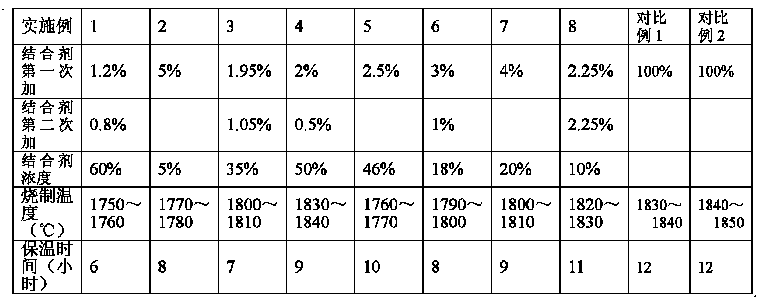 实施例 1 2 3 4 5 6 7 8 对比例1 对比例2
结合剂第一次加 1.2% 5% 1.95% 2% 2.5% 3% 4% 2.25% 100% 100%
结合剂第二次加 0.8% 1.05% 0.5% 1% 2.25%
结合剂浓度 60% 5% 35% 50% 46% 18% 20% 10%
烧制温度（℃） 1750～1760 1770～1780 1800～1810 1830～1840 1760～1770 1790～1800 1800～1810 1820～1830 1830～1840 1840～1850
保温时间（小时） 6 8 7 9 10 8 9 11 12 12